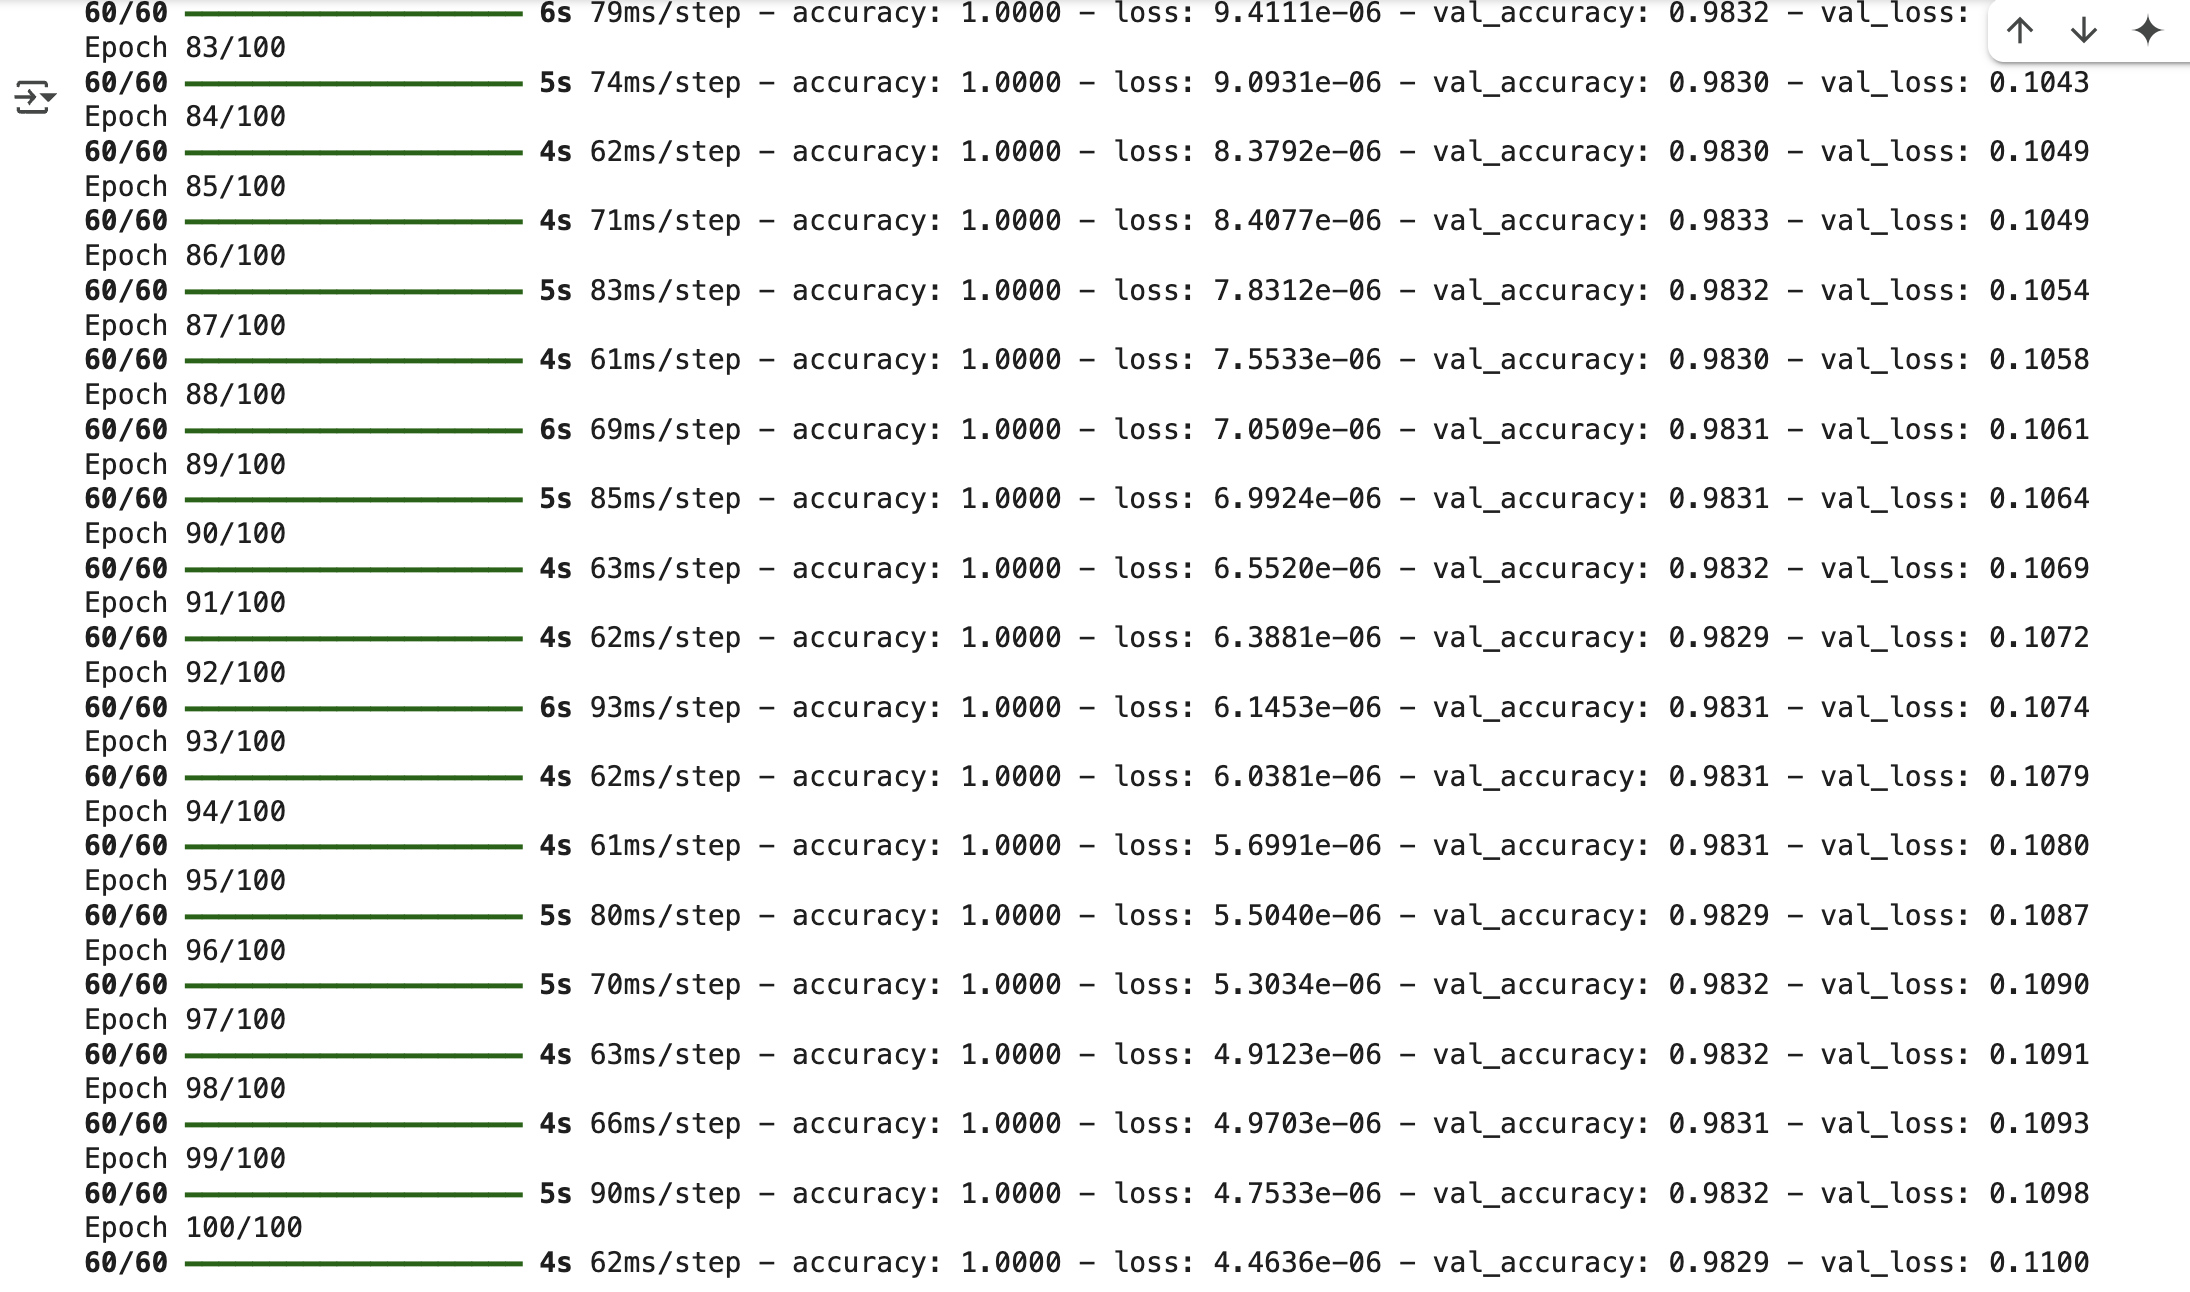 60/60 ━━━━━━━━━━━━━━━━━━━━ 6s 79ms/step - accuracy: 1.0000 - loss: 9.4111e-06 - val_accuracy: 0.9832 - val_loss:
Epoch 83/100
60/60 ━━━━━━━━━━━━━━━━━━━━ 5s 74ms/step - accuracy: 1.0000 - loss: 9.0931e-06 - val_accuracy: 0.9830 - val_loss: 0.1043
Epoch 84/100
60/60 ━━━━━━━━━━━━━━━━━━━━ 4s 62ms/step - accuracy: 1.0000 - loss: 8.3792e-06 - val_accuracy: 0.9830 - val_loss: 0.1049
Epoch 85/100
60/60 ━━━━━━━━━━━━━━━━━━━━ 4s 71ms/step - accuracy: 1.0000 - loss: 8.4077e-06 - val_accuracy: 0.9833 - val_loss: 0.1049
Epoch 86/100
60/60 ━━━━━━━━━━━━━━━━━━━━ 5s 83ms/step - accuracy: 1.0000 - loss: 7.8312e-06 - val_accuracy: 0.9832 - val_loss: 0.1054
Epoch 87/100
60/60 ━━━━━━━━━━━━━━━━━━━━ 4s 61ms/step - accuracy: 1.0000 - loss: 7.5533e-06 - val_accuracy: 0.9830 - val_loss: 0.1058
Epoch 88/100
60/60 ━━━━━━━━━━━━━━━━━━━━ 6s 69ms/step - accuracy: 1.0000 - loss: 7.0509e-06 - val_accuracy: 0.9831 - val_loss: 0.1061
Epoch 89/100
60/60 ━━━━━━━━━━━━━━━━━━━━ 5s 85ms/step - accuracy: 1.0000 - loss: 6.9924e-06 - val_accuracy: 0.9831 - val_loss: 0.1064
Epoch 90/100
60/60 ━━━━━━━━━━━━━━━━━━━━ 4s 63ms/step - accuracy: 1.0000 - loss: 6.5520e-06 - val_accuracy: 0.9832 - val_loss: 0.1069
Epoch 91/100
60/60 ━━━━━━━━━━━━━━━━━━━━ 4s 62ms/step - accuracy: 1.0000 - loss: 6.3881e-06 - val_accuracy: 0.9829 - val_loss: 0.1072
Epoch 92/100
60/60 ━━━━━━━━━━━━━━━━━━━━ 6s 93ms/step - accuracy: 1.0000 - loss: 6.1453e-06 - val_accuracy: 0.9831 - val_loss: 0.1074
Epoch 93/100
60/60 ━━━━━━━━━━━━━━━━━━━━ 4s 62ms/step - accuracy: 1.0000 - loss: 6.0381e-06 - val_accuracy: 0.9831 - val_loss: 0.1079
Epoch 94/100
60/60 ━━━━━━━━━━━━━━━━━━━━ 4s 61ms/step - accuracy: 1.0000 - loss: 5.6991e-06 - val_accuracy: 0.9831 - val_loss: 0.1080
Epoch 95/100
60/60 ━━━━━━━━━━━━━━━━━━━━ 5s 80ms/step - accuracy: 1.0000 - loss: 5.5040e-06 - val_accuracy: 0.9829 - val_loss: 0.1087
Epoch 96/100
60/60 ━━━━━━━━━━━━━━━━━━━━ 5s 70ms/step - accuracy: 1.0000 - loss: 5.3034e-06 - val_accuracy: 0.9832 - val_loss: 0.1090
Epoch 97/100
60/60 ━━━━━━━━━━━━━━━━━━━━ 4s 63ms/step - accuracy: 1.0000 - loss: 4.9123e-06 - val_accuracy: 0.9832 - val_loss: 0.1091
Epoch 98/100
60/60 ━━━━━━━━━━━━━━━━━━━━ 4s 66ms/step - accuracy: 1.0000 - loss: 4.9703e-06 - val_accuracy: 0.9831 - val_loss: 0.1093
Epoch 99/100
60/60 ━━━━━━━━━━━━━━━━━━━━ 5s 90ms/step - accuracy: 1.0000 - loss: 4.7533e-06 - val_accuracy: 0.9832 - val_loss: 0.1098
Epoch 100/100
60/60 ━━━━━━━━━━━━━━━━━━━━ 4s 62ms/step - accuracy: 1.0000 - loss: 4.4636e-06 - val_accuracy: 0.9829 - val_loss: 0.1100